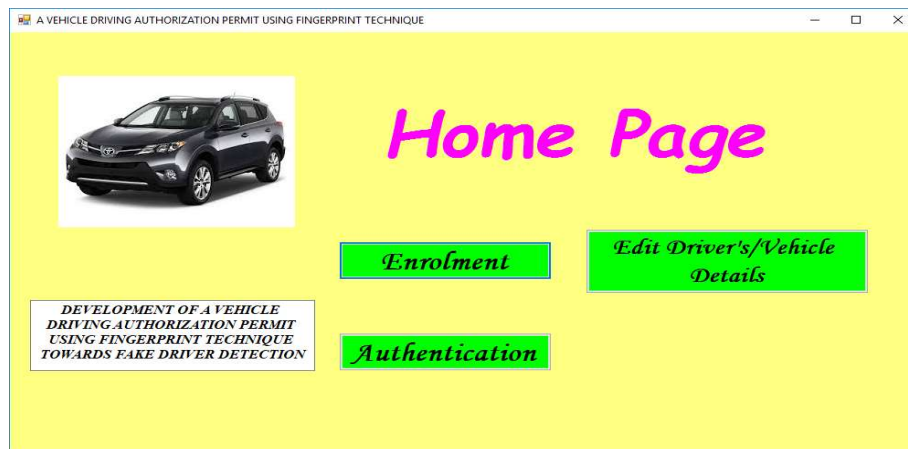 A VEHICLE DRIVING AUTHORIZATION PERMIT USING FINGERPRINT TECHNIQUE
Home Page
Enrolment
Edit Driver's/Vehicle
Details
DEVELOPMENT OF A VEHICLE
DRIVING AUTHORIZATION PERMIT
USING FINGERPRINT TECHNIQUE
TOWARDS FAKE DRIVER DETECTION
Authentication